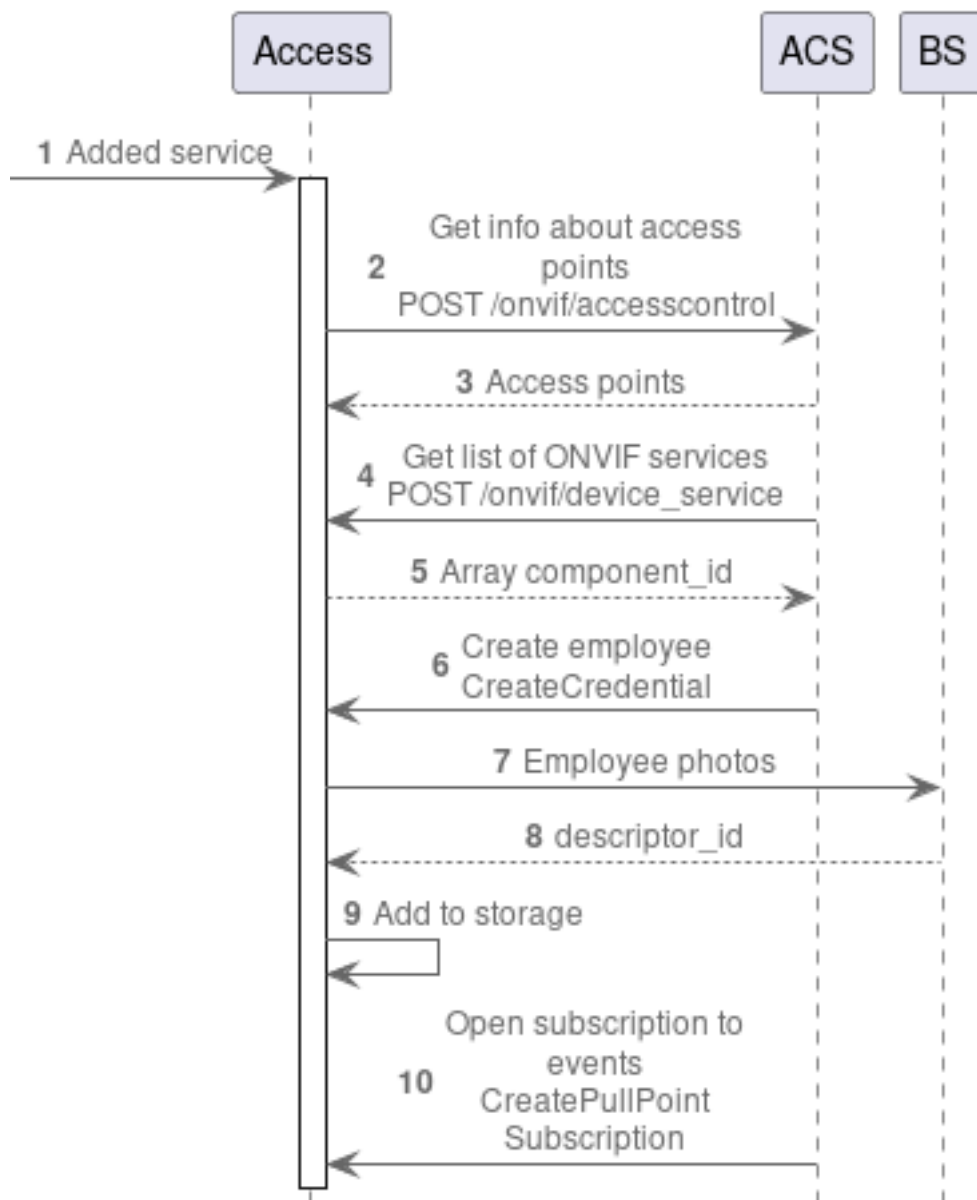 Access
ACS
BS
1 Added service
Get info about access
2 points
POST /onvif/accesscontrol
3 Access points
Get list of ONVIF services
4
POST /onvif/device_service
5 Array component_id
Create employee
6
CreateCredential
7 Employee photos
8 descriptor_id
9 Add to storage
Open subscription to
events
10
CreatePullPoint
Subscription